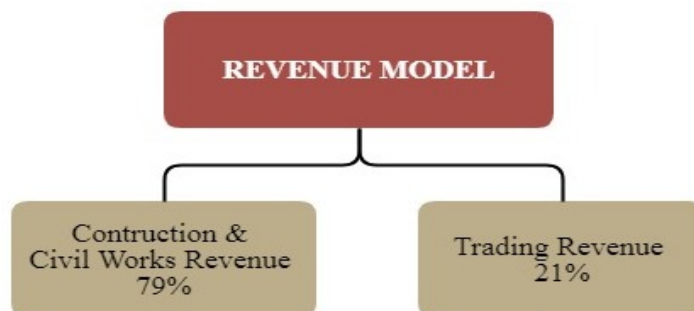 REVENUE MODEL
Contruction &
Civil Works Revenue
79%
Trading Revenue
21%